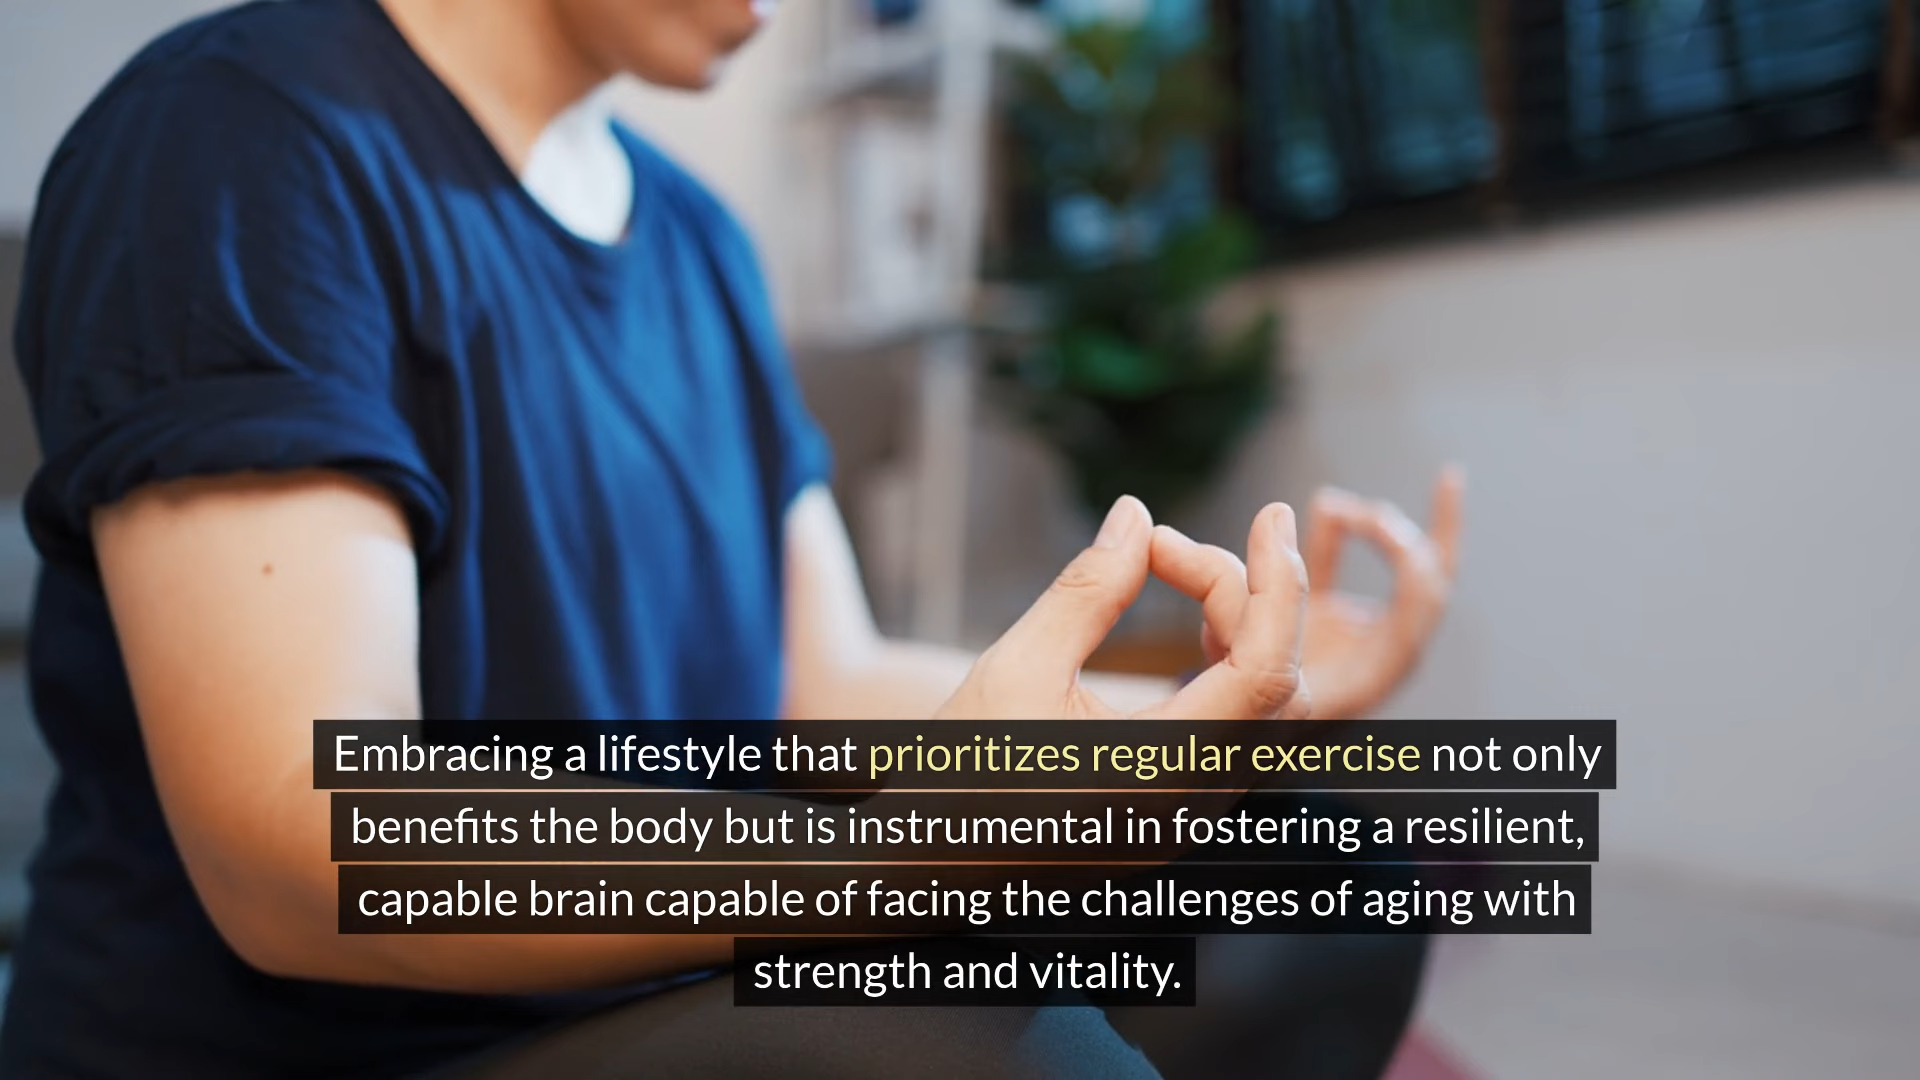 Embracing a lifestyle that prioritizes regular exercise not only
benefits the body but is instrumental in fostering a resilient,
capable brain capable of facing the challenges of aging with
strength and vitality.